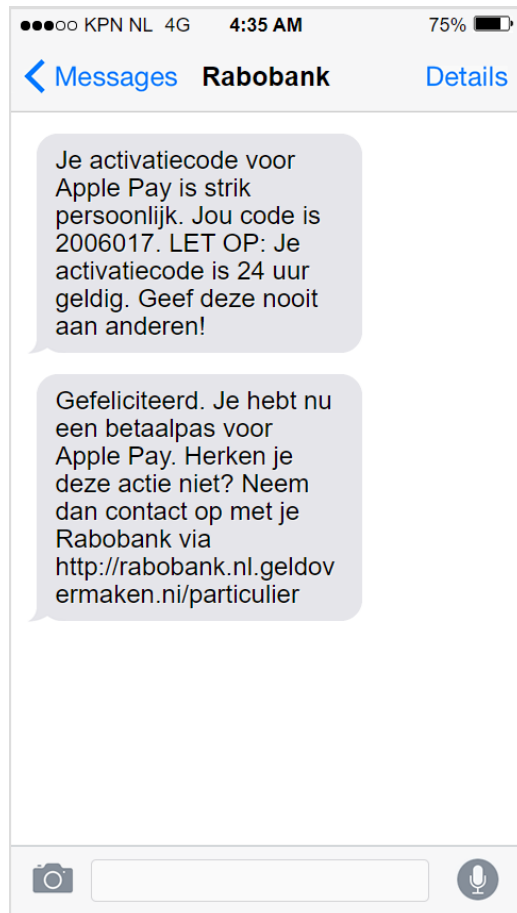 KPN NL 4G 4:35 AM 75%
Messages Rabobank Details
Je activatiecode voor
Apple Pay is strik
persoonlijk. Jou code is
2006017. LET OP: Je
activatiecode is 24 uur
geldig. Geef deze nooit
aan anderen!
Gefeliciteerd. Je hebt nu
een betaalpas voor
Apple Pay. Herken je
deze actie niet? Neem
dan contact op met je
Rabobank via
http://rabobank.nl.geldov
ermaken.ni/particulier